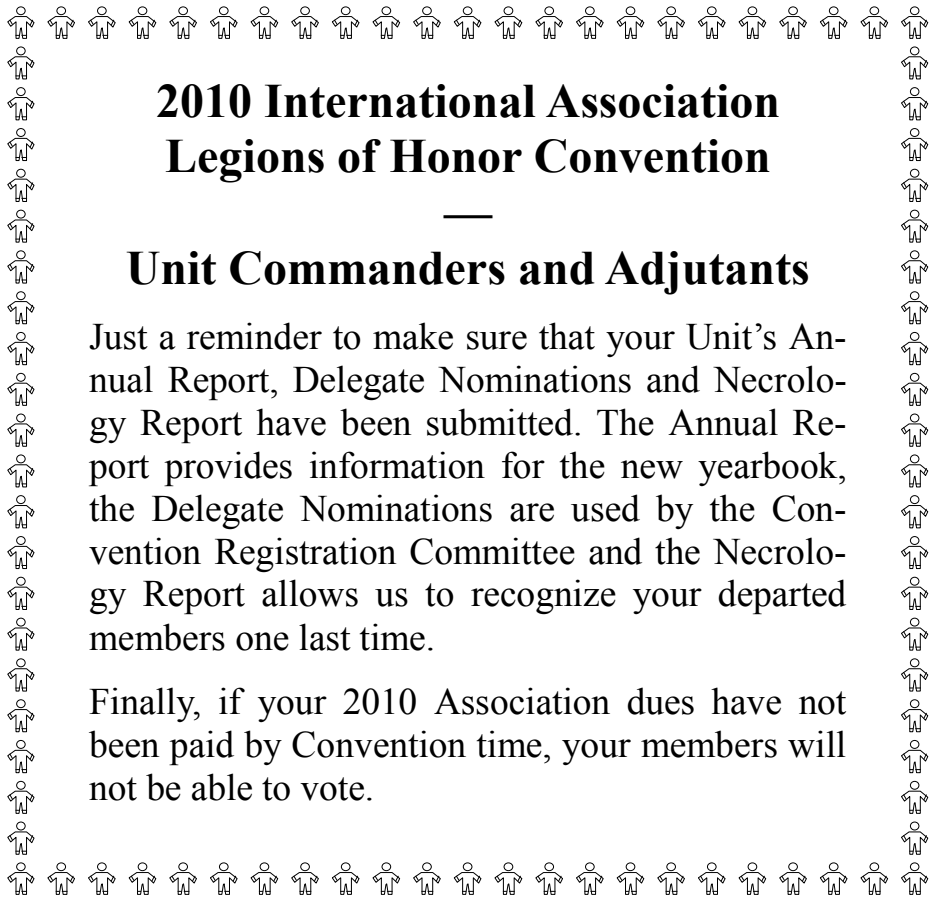 2010 International Association
Legions of Honor Convention
—
Unit Commanders and Adjutants
Just a reminder to make sure that your Unit’s An-
nual Report, Delegate Nominations and Necrolo-
gy Report have been submitted. The Annual Re-
port provides information for the new yearbook,
the Delegate Nominations are used by the Con-
vention Registration Committee and the Necrolo-
gy Report allows us to recognize your departed
members one last time.
Finally, if your 2010 Association dues have not
been paid by Convention time, your members will
not be able to vote.